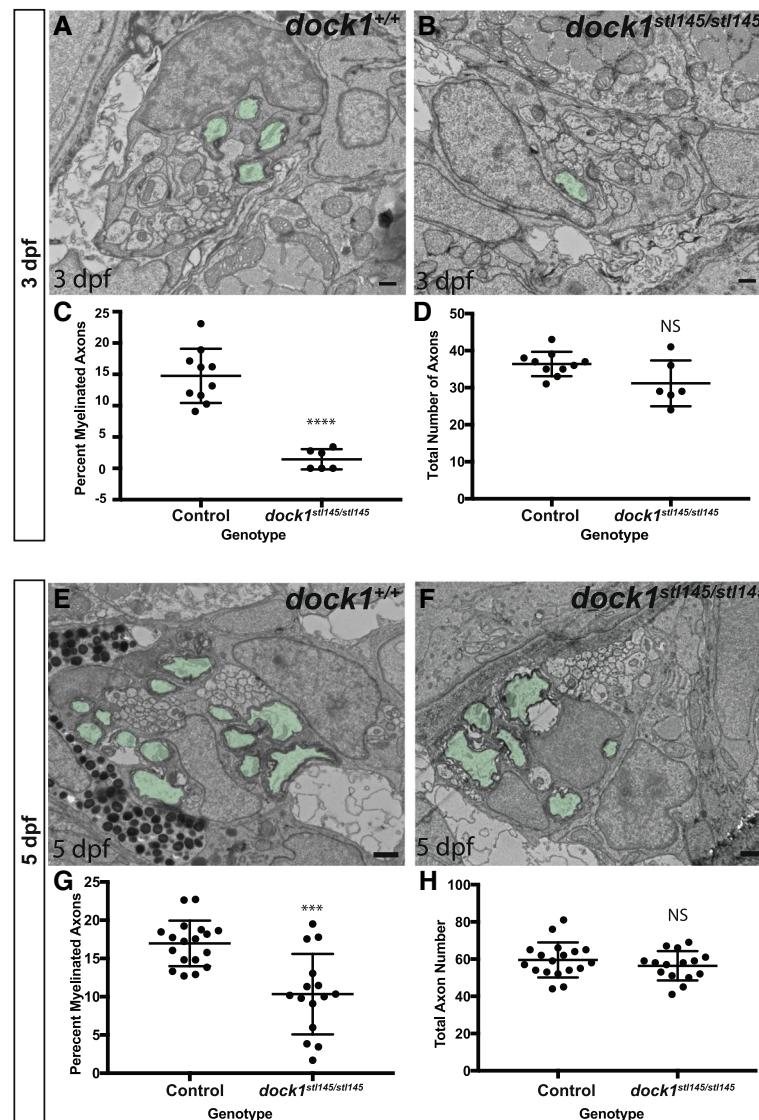 3 dpf
A
dock1+/+
3 dpf
B
dock1stl145/stl145
3 dpf
C
Percent Myelinated Axons
25
20
15
10
5
0
-5
****
Control
dock1stl145/stl145
Genotype
D
Total Number of Axons
50
40
30
20
10
0
NS
Control
dock1stl145/stl145
Genotype
5 dpf
E
dock1+/+
5 dpf
F
dock1stl145/stl145
5 dpf
G
Perecent Myelinated Axons
25
20
15
10
5
0
***
Control
dock1stl145/stl145
Genotype
H
Total Axon Number
100
80
60
40
20
0
NS
Control
dock1stl145/stl145
Genotype